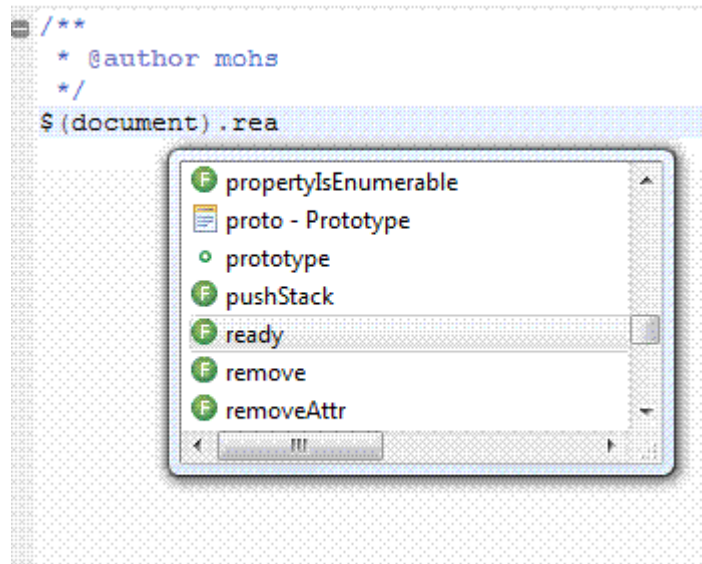 /**
* @author mohs
*/
$(document).rea
propertyIsEnumerable
proto - Prototype
prototype
pushStack
ready
remove
removeAttr